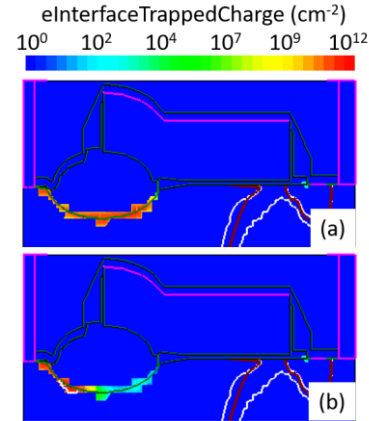 eInterfaceTrappedCharge (cm⁻²)
10⁰ 10² 10⁴ 10⁷ 10⁹ 10¹²
(a)
(b)